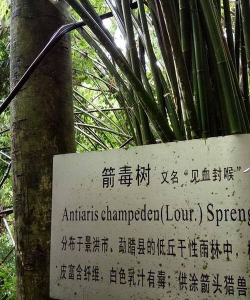 箭毒树 又名“见血封喉
Antiaris champeden(Lour.) Spreng
分布于景洪市、勐腊县的低丘干性雨林中,
皮富含纤维，白色乳汁有毒，供涂箭头猎兽